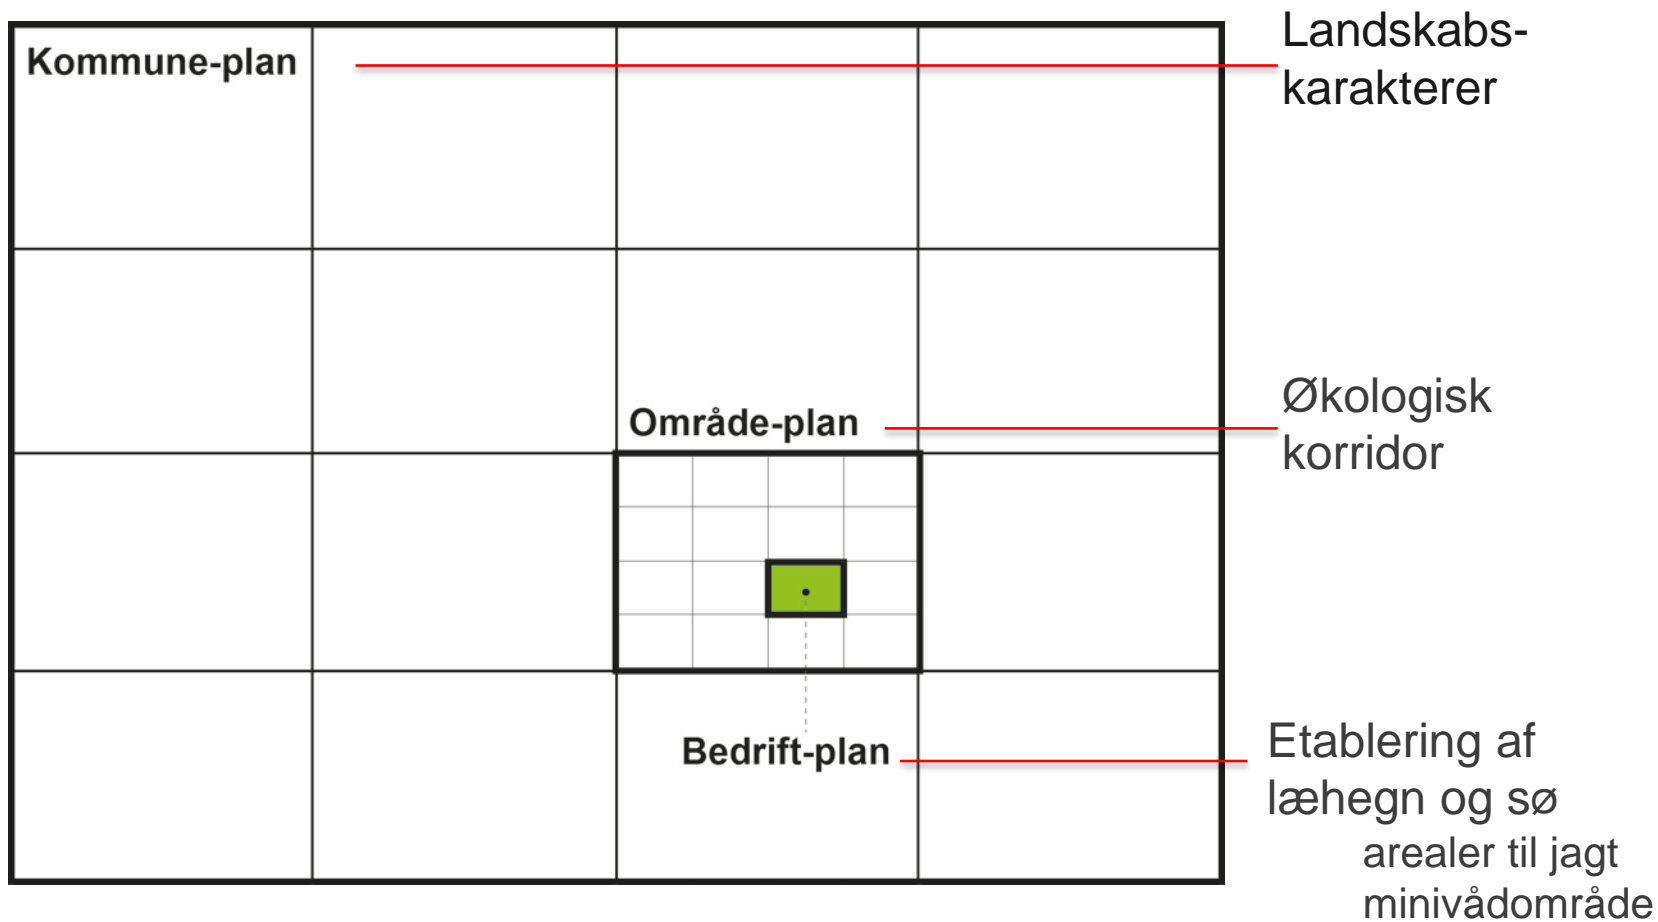 Kommune-plan
Landskabs-
karakterer
Område-plan
Økologisk
korridor
Bedrift-plan
Etablering af
læhegn og sø
arealer til jagt
minivådområde